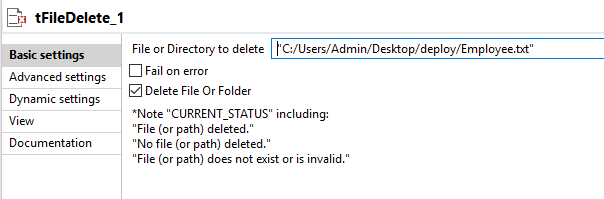 tFileDelete_1
Basic settings
Advanced settings
Dynamic settings
View
Documentation
File or Directory to delete "C:/Users/Admin/Desktop/deploy/Employee.txt"
Fail on error
Delete File Or Folder
*Note "CURRENT_STATUS" including:
"File (or path) deleted."
"No file (or path) deleted."
"File (or path) does not exist or is invalid."